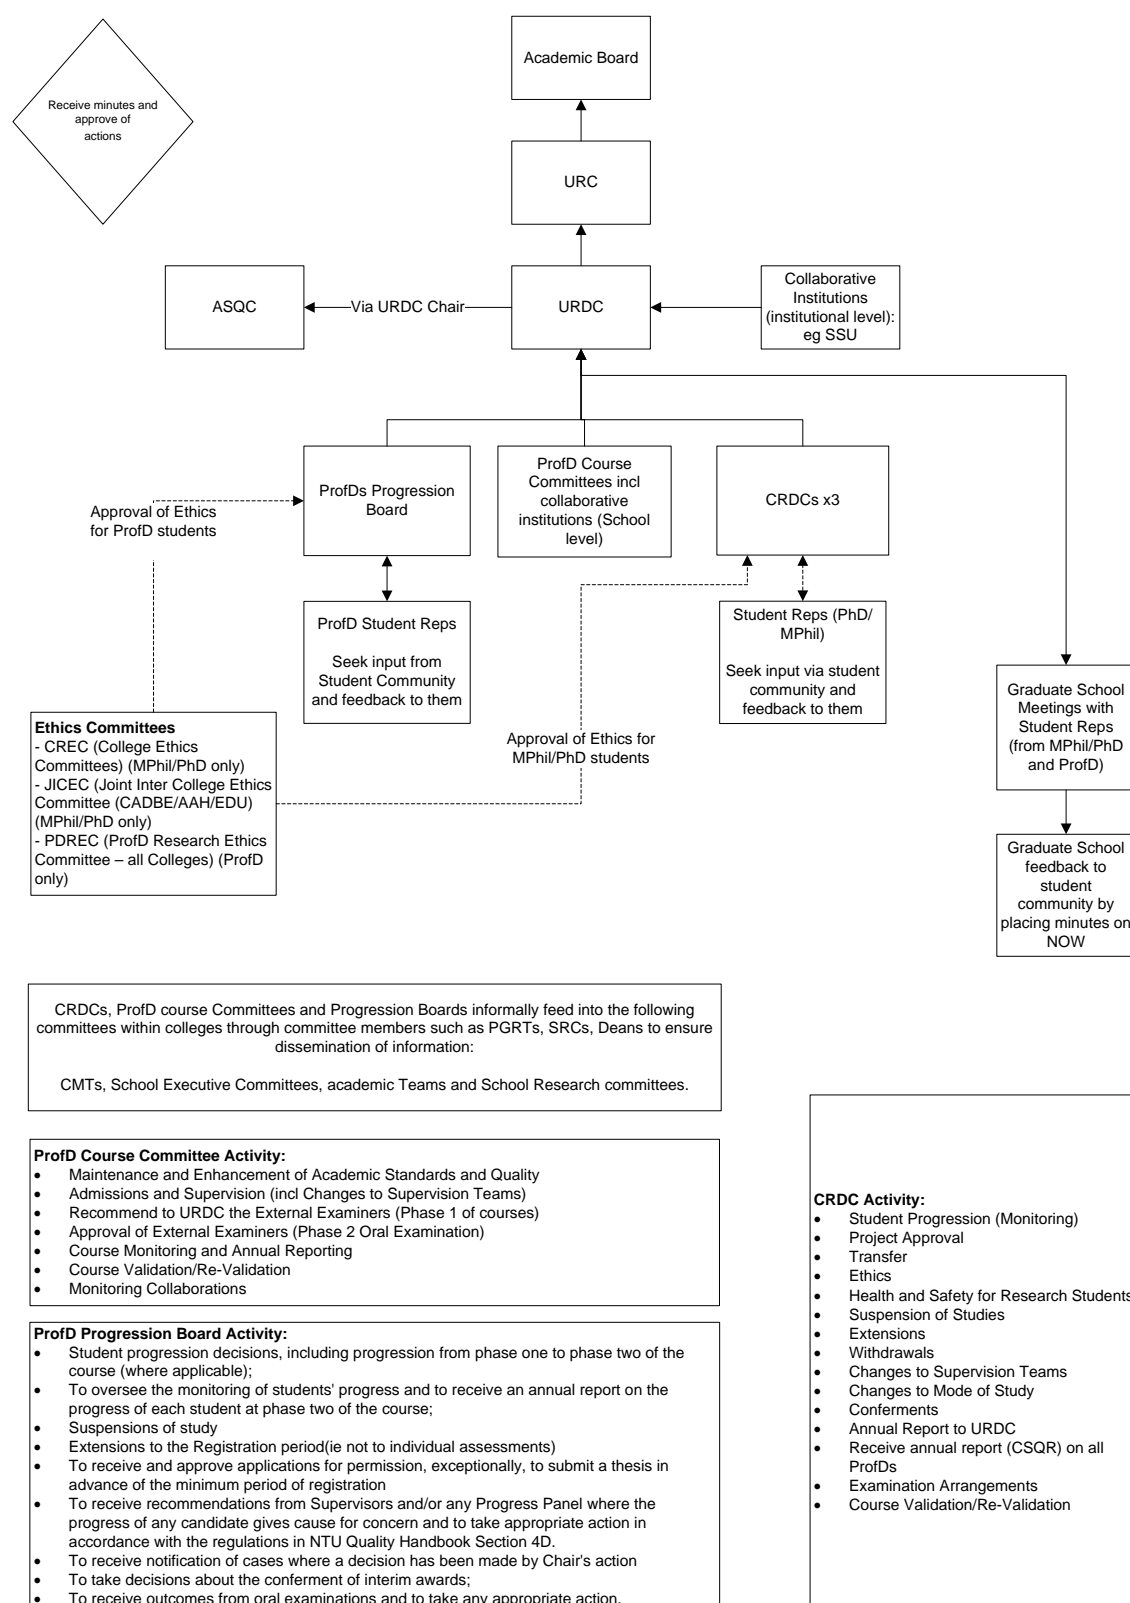 Academic Board
Receive minutes and
approve of
actions
URC
ASQC
Via URDC Chair
URDC
Collaborative
Institutions
(institutional level):
eg SSU
ProfDs Progression
Board
ProfD Course
Committees incl
collaborative
institutions (School
level)
CRDCs x3
Approval of Ethics
for ProfD students
ProfD Student Reps
Seek input from
Student Community
and feedback to them
Student Reps (PhD/
MPhil)
Seek input via student
community and
feedback to them
Graduate School
Meetings with
Student Reps
(from MPhil/PhD
and ProfD)
Ethics Committees
- CREC (College Ethics
Committees) (MPhil/PhD only)
- JICEC (Joint Inter College Ethics
Committee (CADBE/AAH/EDU)
(MPhil/PhD only)
- PDREC (ProfD Research Ethics
Committee – all Colleges) (ProfD
only)
Approval of Ethics for
MPhil/PhD students
Graduate School
feedback to
student
community by
placing minutes on
NOW
CRDCs, ProfD course Committees and Progression Boards informally feed into the following
committees within colleges through committee members such as PGRTs, SRCs, Deans to ensure
dissemination of information:
CMTs, School Executive Committees, academic Teams and School Research committees.
ProfD Course Committee Activity:
• Maintenance and Enhancement of Academic Standards and Quality
• Admissions and Supervision (incl Changes to Supervision Teams)
• Recommend to URDC the External Examiners (Phase 1 of courses)
• Approval of External Examiners (Phase 2 Oral Examination)
• Course Monitoring and Annual Reporting
• Course Validation/Re-Validation
• Monitoring Collaborations
ProfD Progression Board Activity:
• Student progression decisions, including progression from phase one to phase two of the
course (where applicable);
• To oversee the monitoring of students' progress and to receive an annual report on the
progress of each student at phase two of the course;
• Suspensions of study
• Extensions to the Registration period(ie not to individual assessments)
• To receive and approve applications for permission, exceptionally, to submit a thesis in
advance of the minimum period of registration
• To receive recommendations from Supervisors and/or any Progress Panel where the
progress of any candidate gives cause for concern and to take appropriate action in
accordance with the regulations in NTU Quality Handbook Section 4D.
• To receive notification of cases where a decision has been made by Chair's action
• To take decisions about the conferment of interim awards;
• To receive outcomes from oral examinations and to take any appropriate action.
CRDC Activity:
• Student Progression (Monitoring)
• Project Approval
• Transfer
• Ethics
• Health and Safety for Research Students
• Suspension of Studies
• Extensions
• Withdrawals
• Changes to Supervision Teams
• Changes to Mode of Study
• Conferments
• Annual Report to URDC
• Receive annual report (CSQR) on all
ProfDs
• Examination Arrangements
• Course Validation/Re-Validation